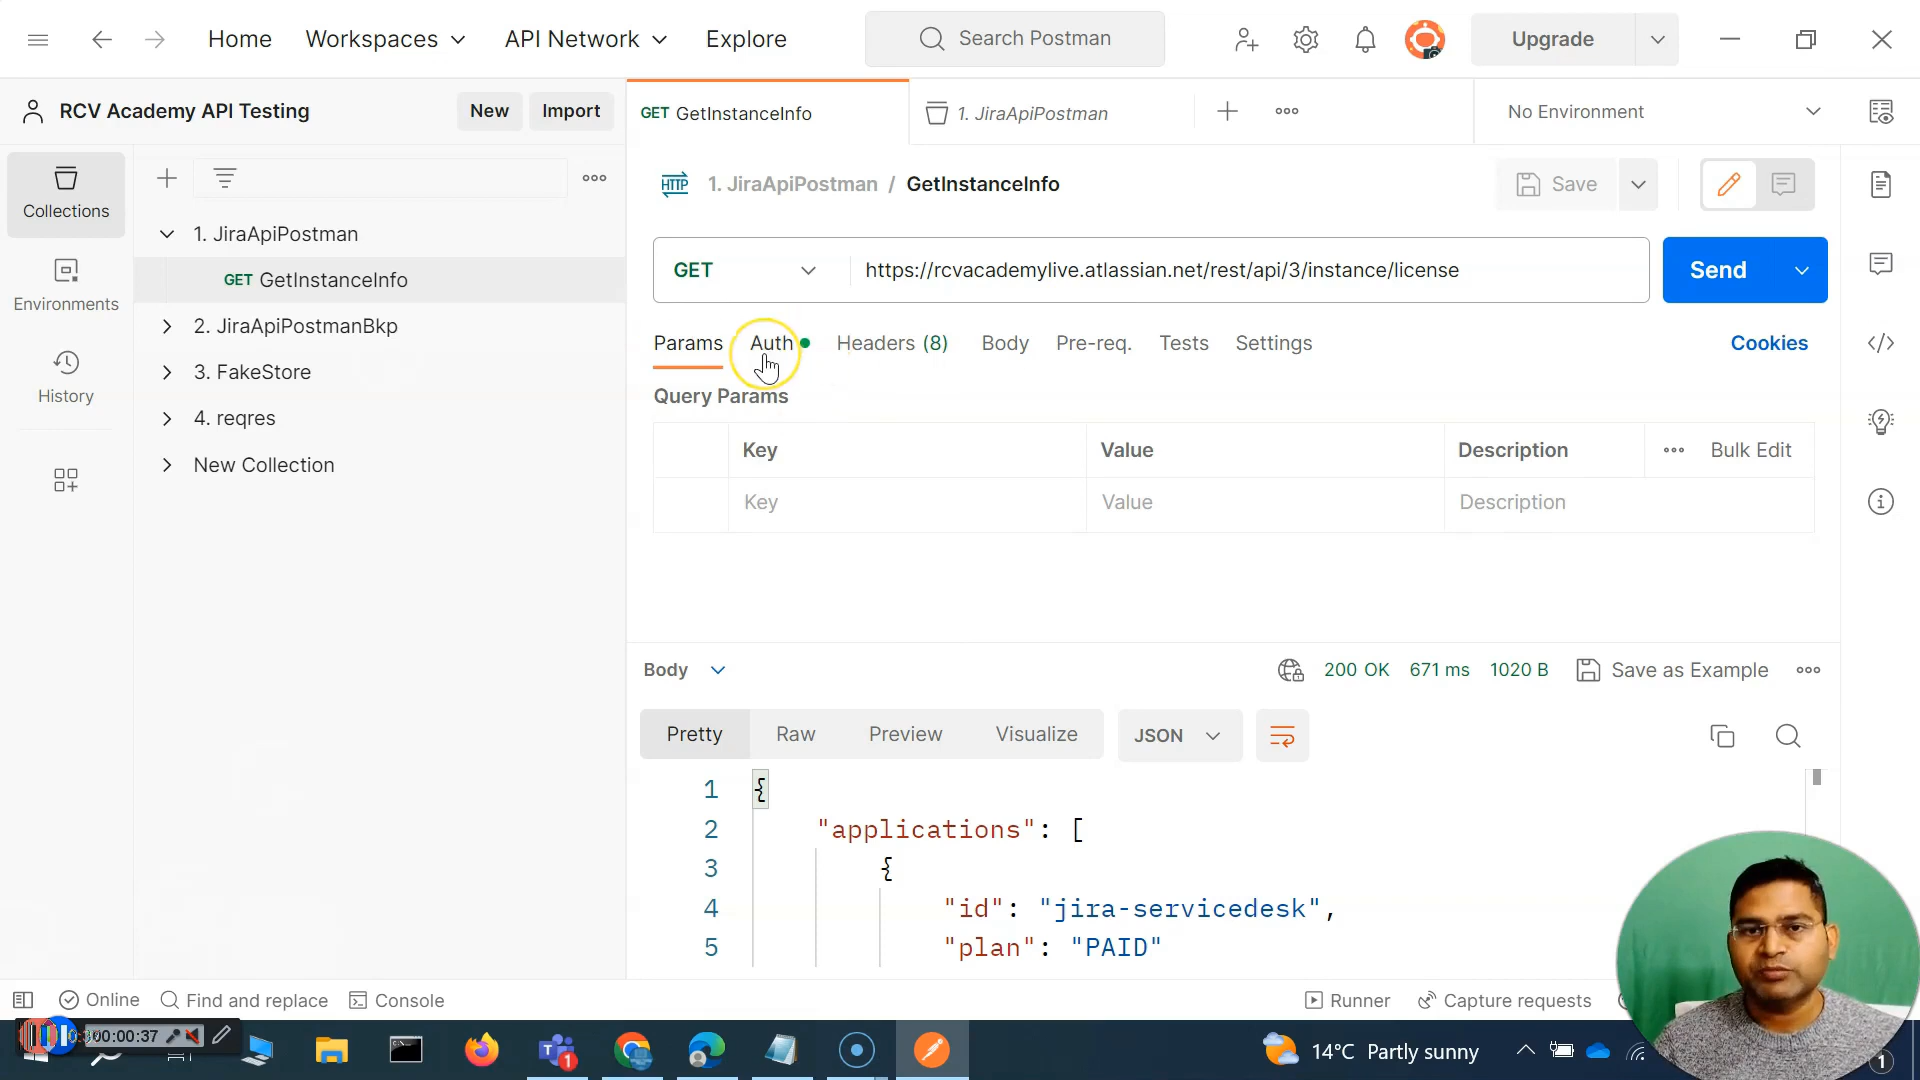 Home Workspaces API Network Explore Search Postman Upgrade
RCV Academy API Testing New Import GET GetInstanceInfo 1. JiraApiPostman No Environment
Collections
Environments
History
1. JiraApiPostman
GET GetInstanceInfo
2. JiraApiPostmanBkp
3. FakeStore
4. reqres
New Collection
HTTP 1. JiraApiPostman / GetInstanceInfo Save
GET https://rcvacademylive.atlassian.net/rest/api/3/instance/license Send
Params Auth Headers (8) Body Pre-req. Tests Settings Cookies
Query Params
Key Value Description Bulk Edit
Key Value Description
Body 200 OK 671 ms 1020 B Save as Example
Pretty Raw Preview Visualize JSON
1 {
2 "applications": [
3 {
4 "id": "jira-servicedesk",
5 "plan": "PAID"
Online Find and replace Console Runner Capture requests
00:00:37 1 14°C Partly sunny 1